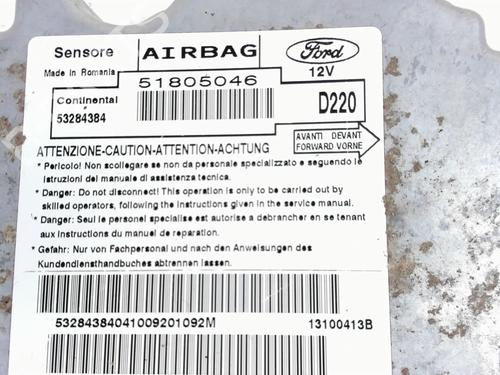 Sensore AIRBAG Ford
Made in Romania 51805046 12V
Continental
53284384
D220
ATTENZIONE-CAUTION-ATTENTION-ACHTUNG
AVANTI DEVANT
FORWARD VORNE
* Pericolo! Non scollegare se non da personale specializzato e seguendo le
istruzioni del manuale di assistenza tecnica.
* Danger: Do not disconnect! This operation is only to be carried out by
skilled operators, following the instructions given in the service manual.
* Danger: Seul le personel specialise est autorise a debrancher en se tenant
aux instructions du manuel de reparation.
* Gefahr: Nur von Fachpersonal und nach den Anweisungen des
Kundendiensthandbuches abtrennen lassen.
53284384041009201092M 13100413B